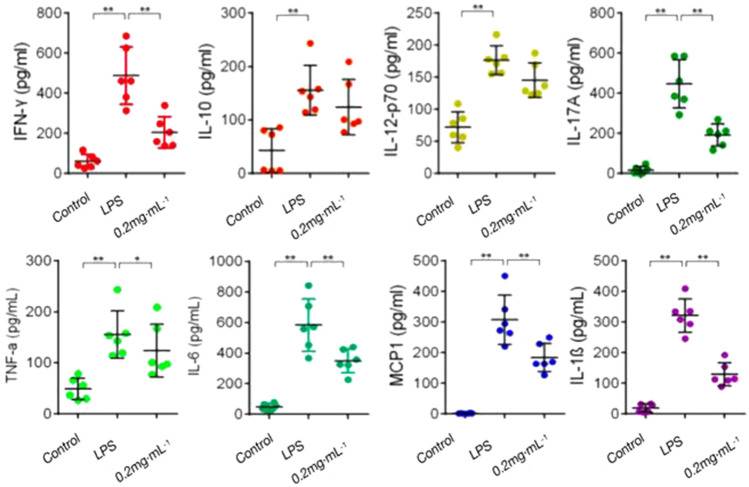 ** ** ** ** ** **
IFN-γ (pg/ml) 800 600 400 200 0 Control LPS 0.2mg·mL⁻¹
IL-10 (pg/ml) 300 200 100 0 Control LPS 0.2mg·mL⁻¹
IL-12-p70 (pg/ml) 250 200 150 100 50 0 Control LPS 0.2mg·mL⁻¹
IL-17A (pg/ml) 800 600 400 200 0 Control LPS 0.2mg·mL⁻¹
** * ** ** ** ** ** **
TNF-a (pg/mL) 300 200 100 0 Control LPS 0.2mg·mL⁻¹
IL-6 (pg/mL) 1000 800 600 400 200 0 Control LPS 0.2mg·mL⁻¹
MCP1 (pg/ml) 500 400 300 200 100 0 Control LPS 0.2mg·mL⁻¹
IL-1ß (pg/ml) 500 400 300 200 100 0 Control LPS 0.2mg·mL⁻¹